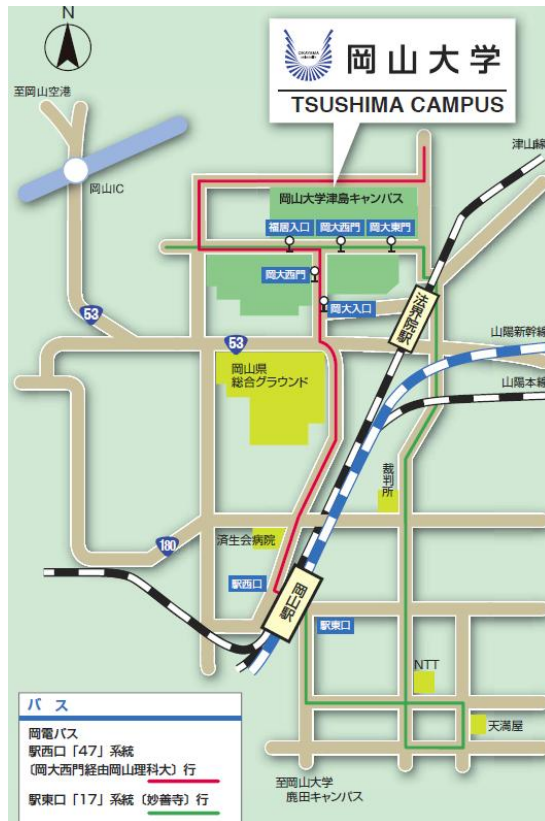 N
OKAYAMA
岡山大学
TSUSHIMA CAMPUS
至岡山空港
津山線
岡山IC
岡山大学津島キャンパス
福居入口
岡大西門
岡大東門
岡大西門
岡大入口
法界院駅
53
53
山陽新幹線
岡山県
総合グラウンド
山陽本線
裁判所
済生会病院
180
駅西口
岡山駅
駅東口
NTT
天満屋
バス
岡電バス
駅西口「47」系統
〔岡大西門経由岡山理科大〕行
駅東口「17」系統〔妙善寺〕行
至岡山大学
鹿田キャンパス